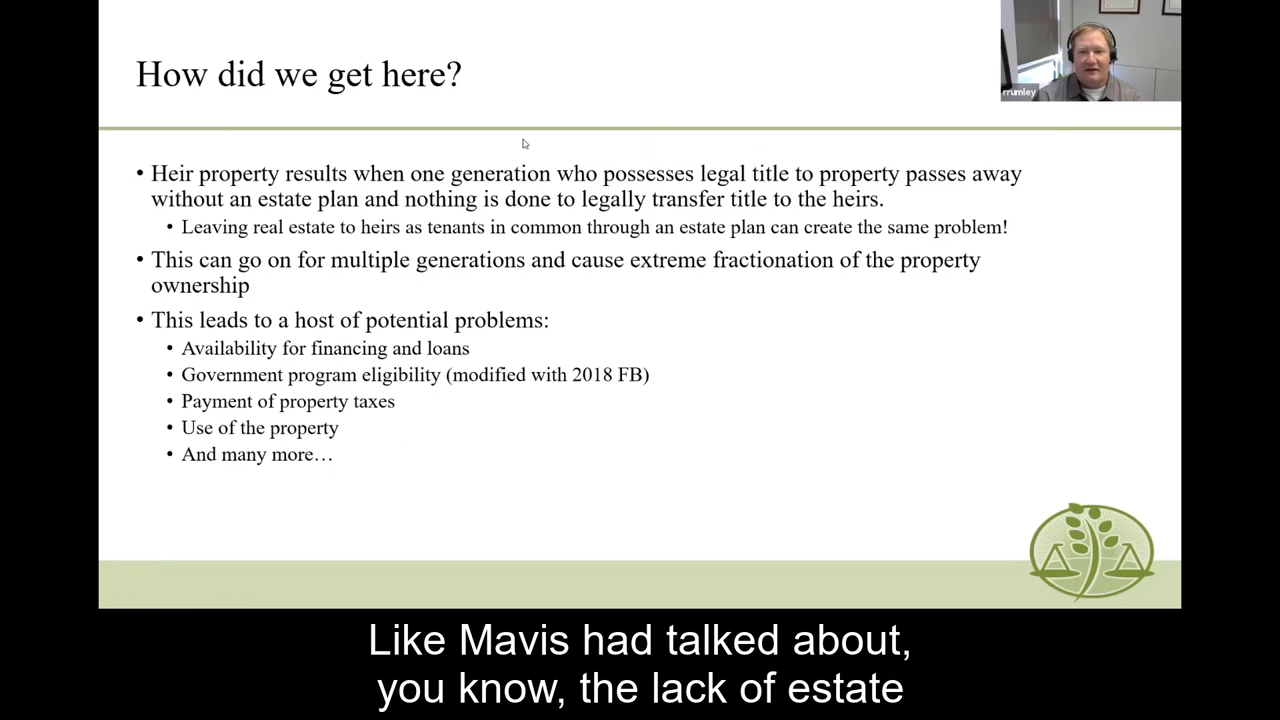 How did we get here?
rrumley
• Heir property results when one generation who possesses legal title to property passes away
without an estate plan and nothing is done to legally transfer title to the heirs.
• Leaving real estate to heirs as tenants in common through an estate plan can create the same problem!
• This can go on for multiple generations and cause extreme fractionation of the property
ownership
• This leads to a host of potential problems:
• Availability for financing and loans
• Government program eligibility (modified with 2018 FB)
• Payment of property taxes
• Use of the property
• And many more…
Like Mavis had talked about,
you know, the lack of estate